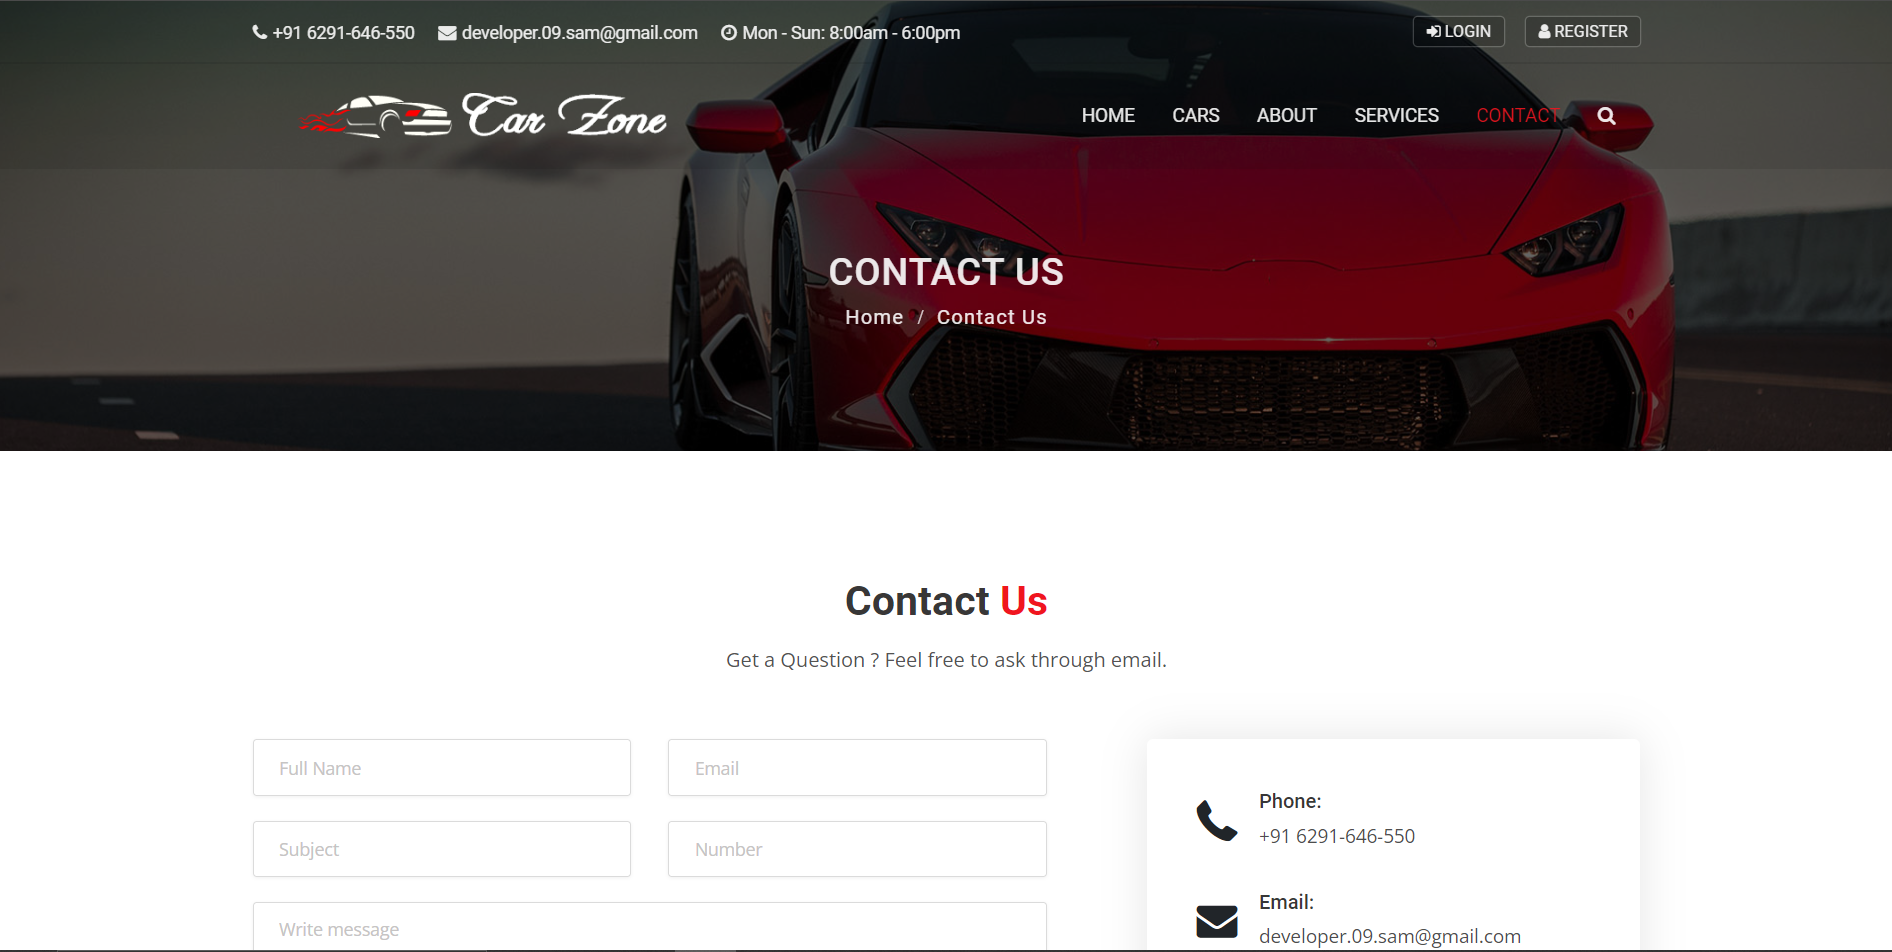 +91 6291-646-550 developer.09.sam@gmail.com Mon - Sun: 8:00am - 6:00pm LOGIN REGISTER
Car Zone HOME CARS ABOUT SERVICES CONTACT
CONTACT US
Home / Contact Us
Contact Us
Get a Question ? Feel free to ask through email.
Full Name Email
Subject Number
Write message
Phone:
+91 6291-646-550
Email:
developer.09.sam@gmail.com